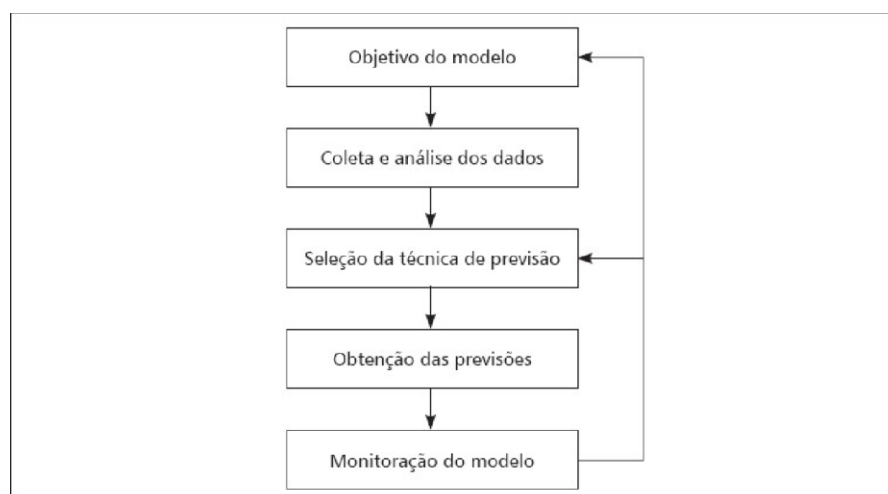 Objetivo do modelo
Coleta e análise dos dados
Seleção da técnica de previsão
Obtenção das previsões
Monitoração do modelo